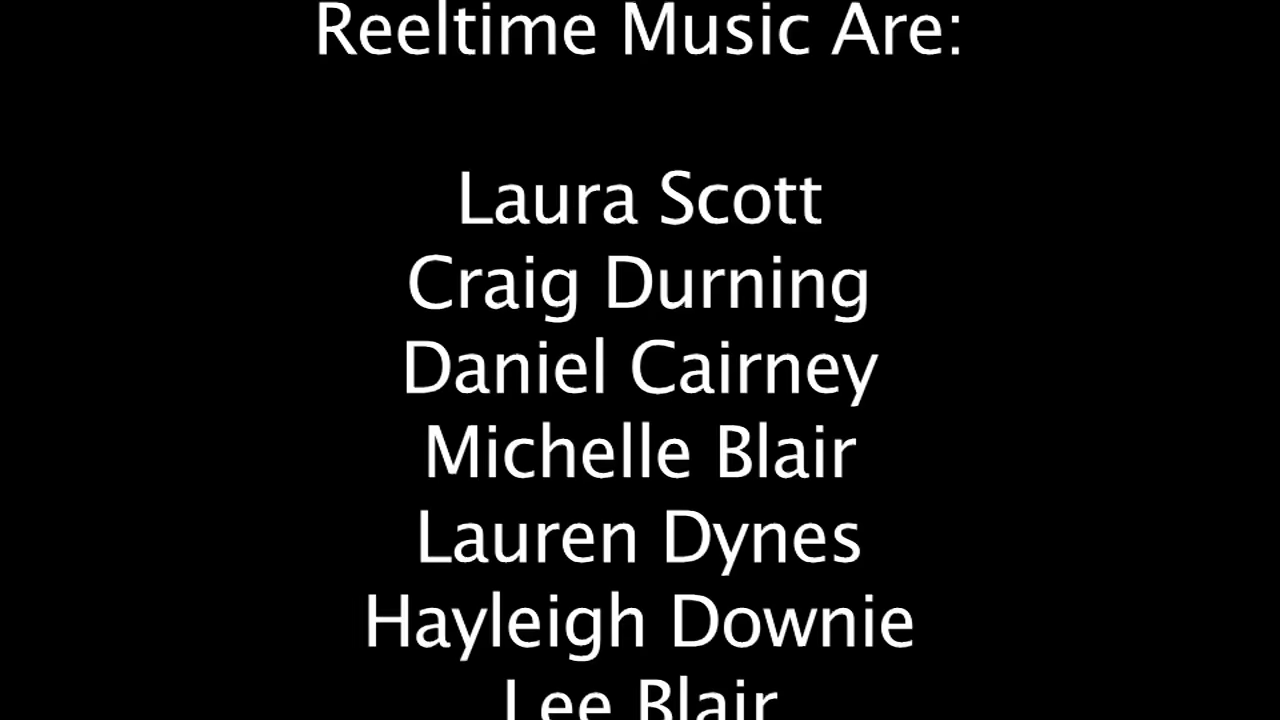 Reeltime Music Are:
Laura Scott
Craig Durning
Daniel Cairney
Michelle Blair
Lauren Dynes
Hayleigh Downie
Lee Blair